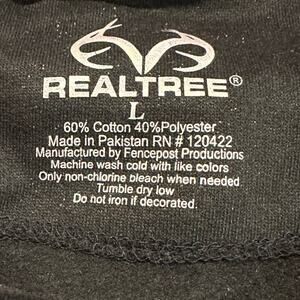 REALTREE®
L
60% Cotton 40%Polyester
Made in Pakistan RN # 120422
Manufactured by Fencepost Productions
Machine wash cold with like colors
Only non-chlorine bleach when needed
Tumble dry low
Do not iron if decorated.